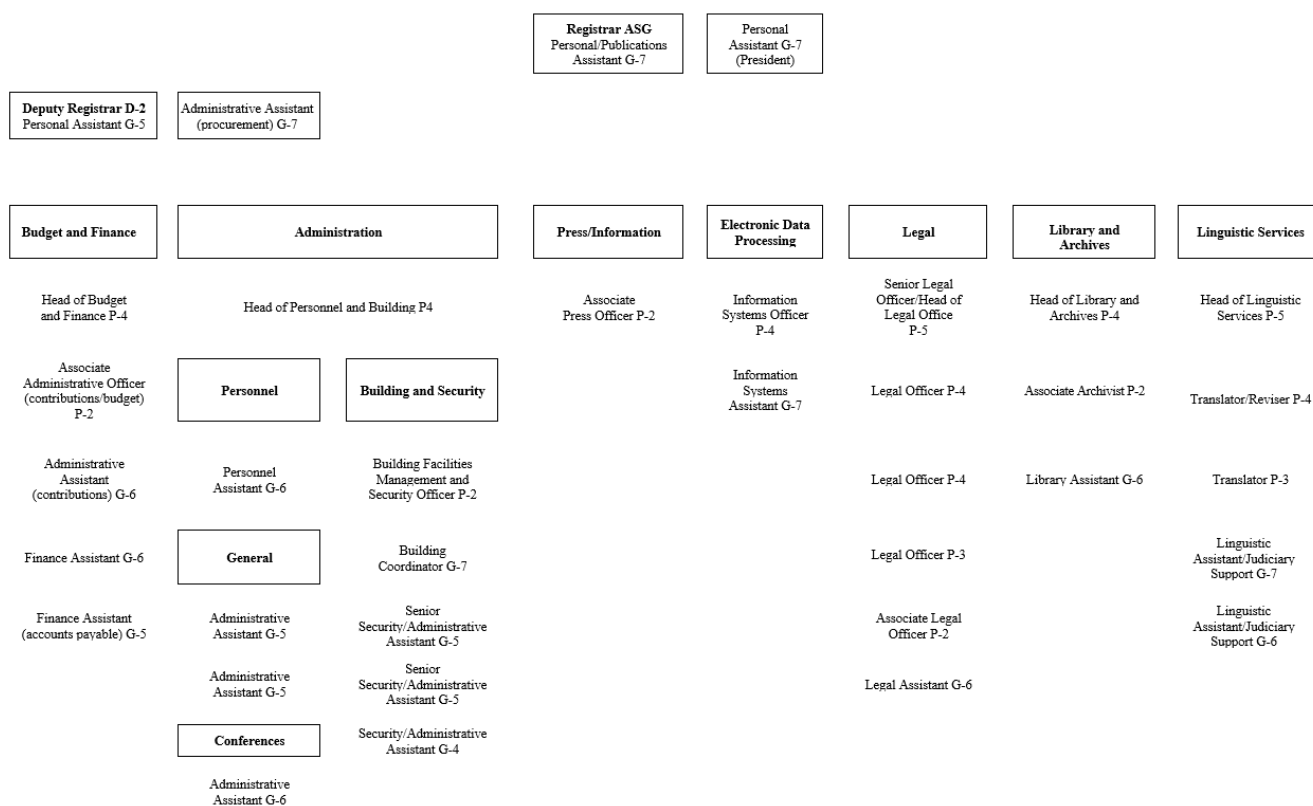 Registrar ASG
Personal/Publications
Assistant G-7
Personal
Assistant G-7
(President)
Deputy Registrar D-2
Personal Assistant G-5
Administrative Assistant
(procurement) G-7
Budget and Finance
Administration
Press/Information
Electronic Data
Processing
Legal
Library and
Archives
Linguistic Services
Head of Budget
and Finance P-4
Head of Personnel and Building P4
Associate
Press Officer P-2
Information
Systems Officer
P-4
Senior Legal
Officer/Head of
Legal Office
P-5
Head of Library and
Archives P-4
Head of Linguistic
Services P-5
Associate
Administrative Officer
(contributions/budget)
P-2
Personnel
Building and Security
Information
Systems
Assistant G-7
Legal Officer P-4
Associate Archivist P-2
Translator/Reviser P-4
Administrative
Assistant
(contributions) G-6
Personnel
Assistant G-6
Building Facilities
Management and
Security Officer P-2
Legal Officer P-4
Library Assistant G-6
Translator P-3
Finance Assistant G-6
General
Building
Coordinator G-7
Legal Officer P-3
Linguistic
Assistant/Judiciary
Support G-7
Finance Assistant
(accounts payable) G-5
Administrative
Assistant G-5
Senior
Security/Administrative
Assistant G-5
Associate Legal
Officer P-2
Linguistic
Assistant/Judiciary
Support G-6
Administrative
Assistant G-5
Senior
Security/Administrative
Assistant G-5
Legal Assistant G-6
Conferences
Security/Administrative
Assistant G-4
Administrative
Assistant G-6